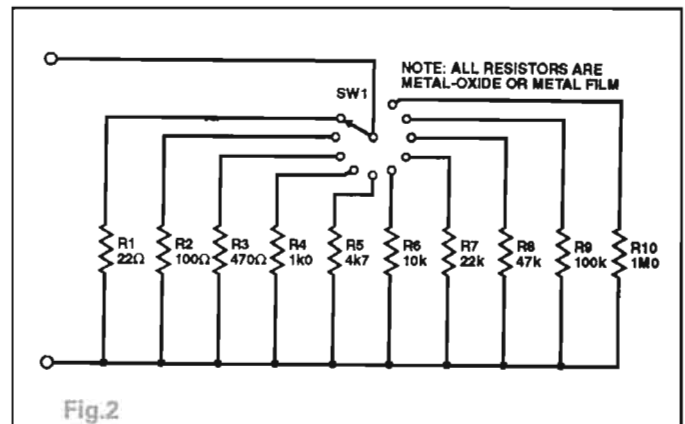 NOTE: ALL RESISTORS ARE
METAL-OXIDE OR METAL FILM
SW1
R1
22Ω
R2
100Ω
R3
470Ω
R4
1k0
R5
4k7
R6
10k
R7
22k
R8
47k
R9
100k
R10
1M0
Fig.2